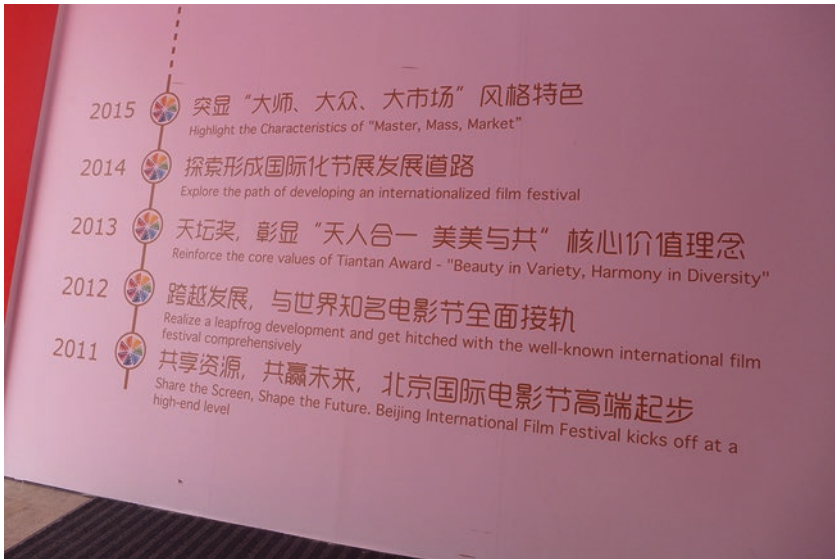 2015
突显“大师、大众、大市场”风格特色
Highlight the Characteristics of "Master, Mass, Market"
2014
探索形成国际化节展发展道路
Explore the path of developing an internationalized film festival
2013
天坛奖，彰显“天人合一 美美与共“核心价值理念
Reinforce the core values of Tiantan Award - "Beauty in Variety, Harmony in Diversity"
2012
跨越发展，与世界知名电影节全面接轨
Realize a leapfrog development and get hitched with the well-known international film
festival comprehensively
2011
共享资源，共赢未来，北京国际电影节高端起步
Share the Screen, Shape the Future. Beijing International Film Festival kicks off at a
high-end level